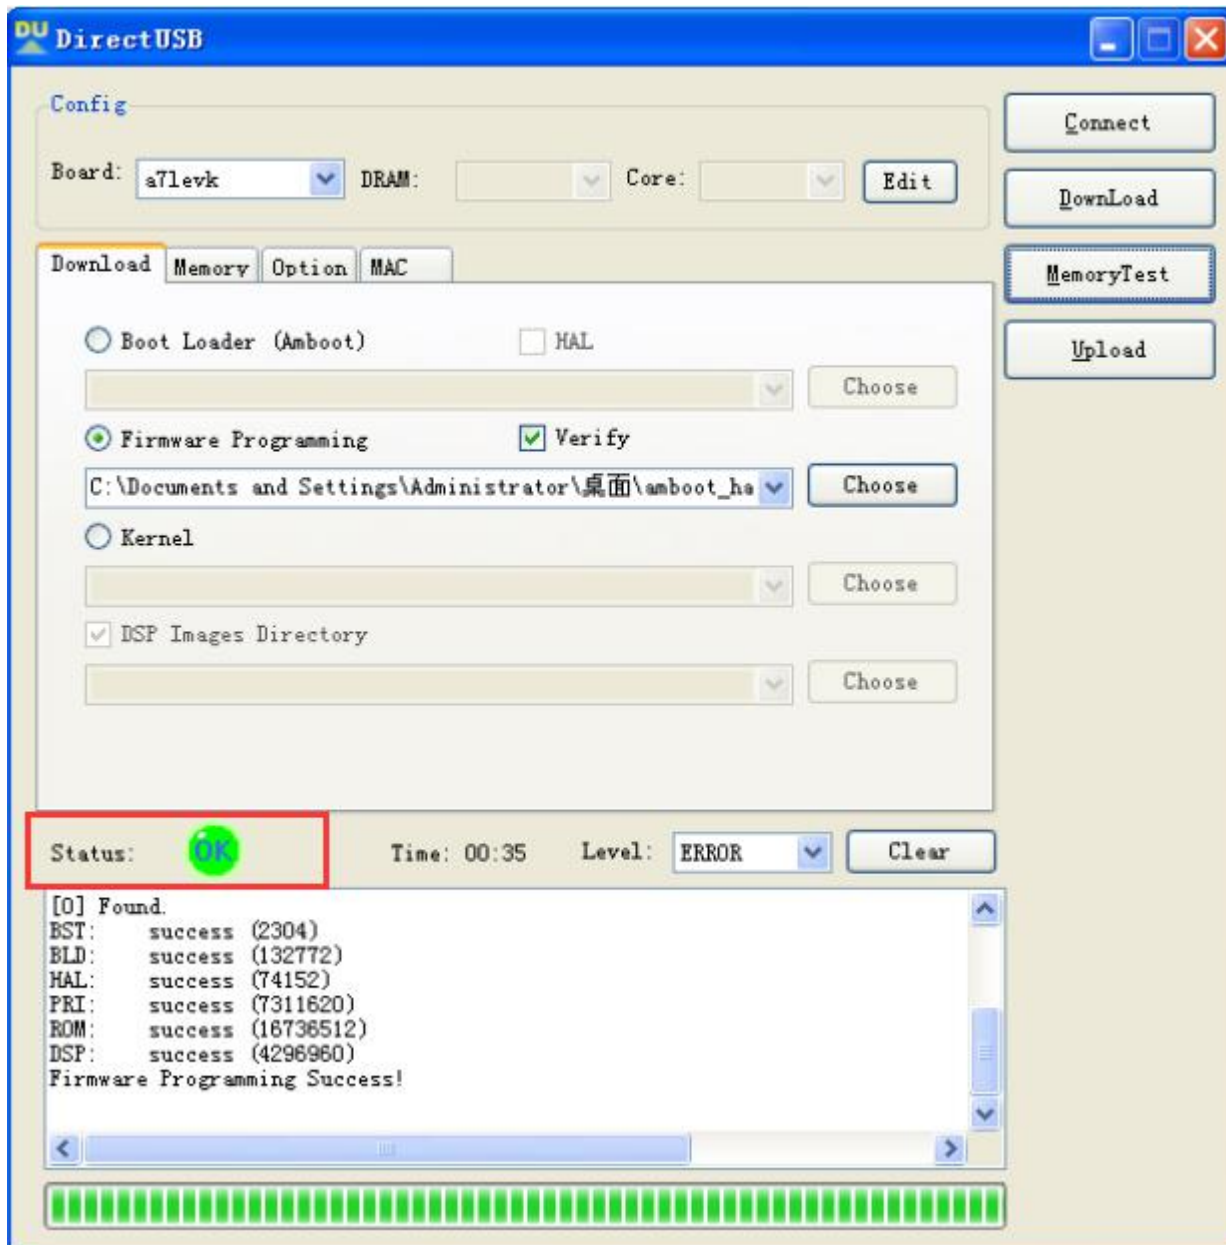 DU DirectUSB
Config
Connect
Board: a7levk DRAM: Core: Edit
DownLoad
Download Memory Option MAC
MemoryTest
Boot Loader (Amboot) HAL
Upload
Choose
Firmware Programming Verify
C:\Documents and Settings\Administrator\桌面\amboot_ha Choose
Kernel
Choose
DSP Images Directory
Choose
Status: OK Time: 00:35 Level: ERROR Clear
[0] Found.
BST: success (2304)
BLD: success (132772)
HAL: success (74152)
PRI: success (7311620)
ROM: success (16736512)
DSP: success (4296960)
Firmware Programming Success!